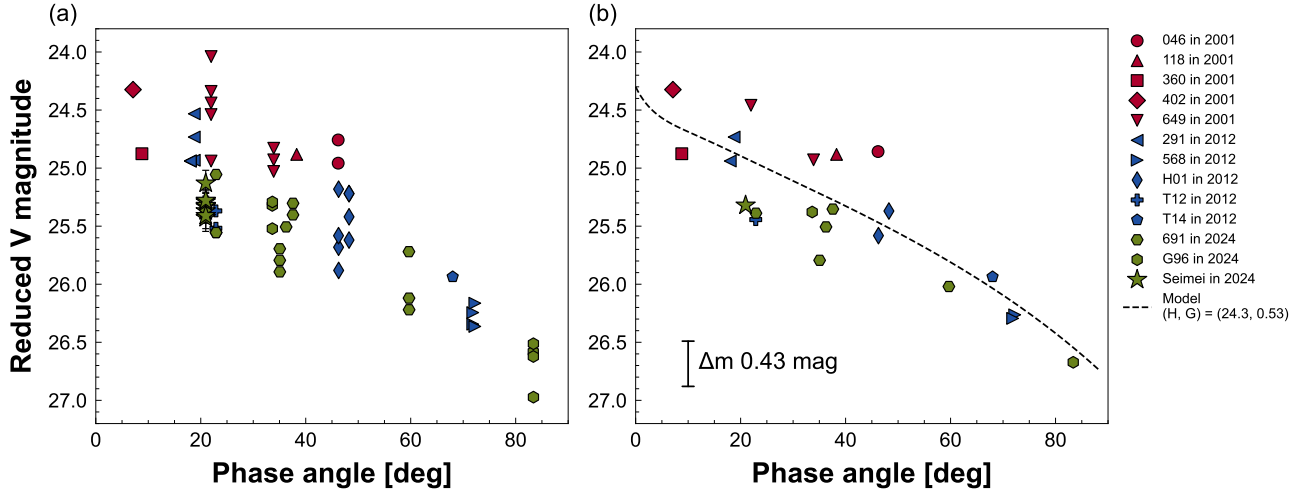 (a)
(b)
Reduced V magnitude
24.0
24.5
25.0
25.5
26.0
26.5
27.0
0
20
40
60
80
Phase angle [deg]
24.0
24.5
25.0
25.5
26.0
26.5
27.0
Δm 0.43 mag
0
20
40
60
80
Phase angle [deg]
046 in 2001
118 in 2001
360 in 2001
402 in 2001
649 in 2001
291 in 2012
568 in 2012
H01 in 2012
T12 in 2012
T14 in 2012
691 in 2024
G96 in 2024
Seimei in 2024
Model
(H, G) = (24.3, 0.53)